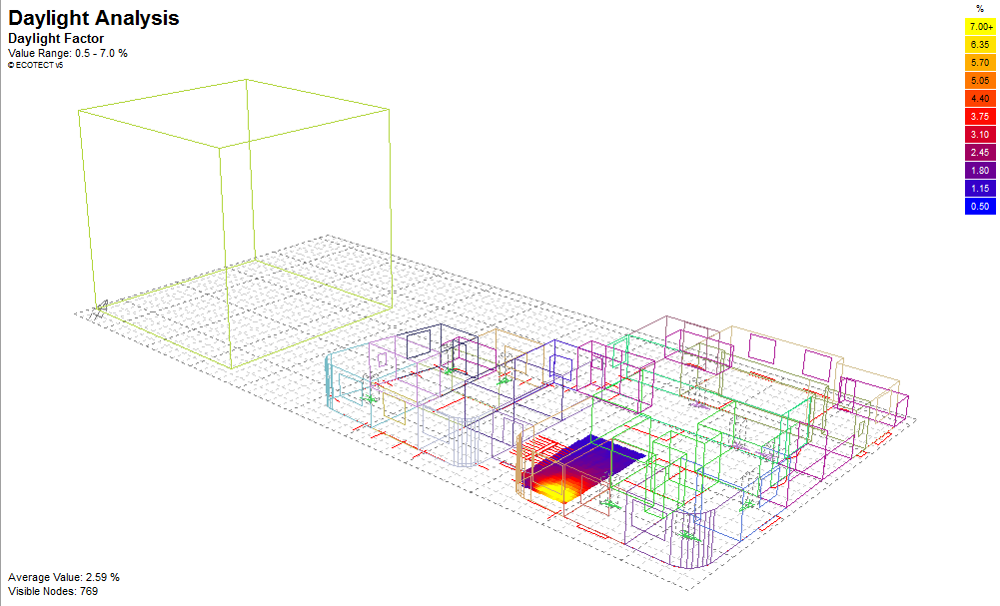 Daylight Analysis
Daylight Factor
Value Range: 0.5 - 7.0 %
© ECOTECT v5
%
7.00+
6.35
5.70
5.05
4.40
3.75
3.10
2.45
1.80
1.15
0.50
Average Value: 2.59 %
Visible Nodes: 769